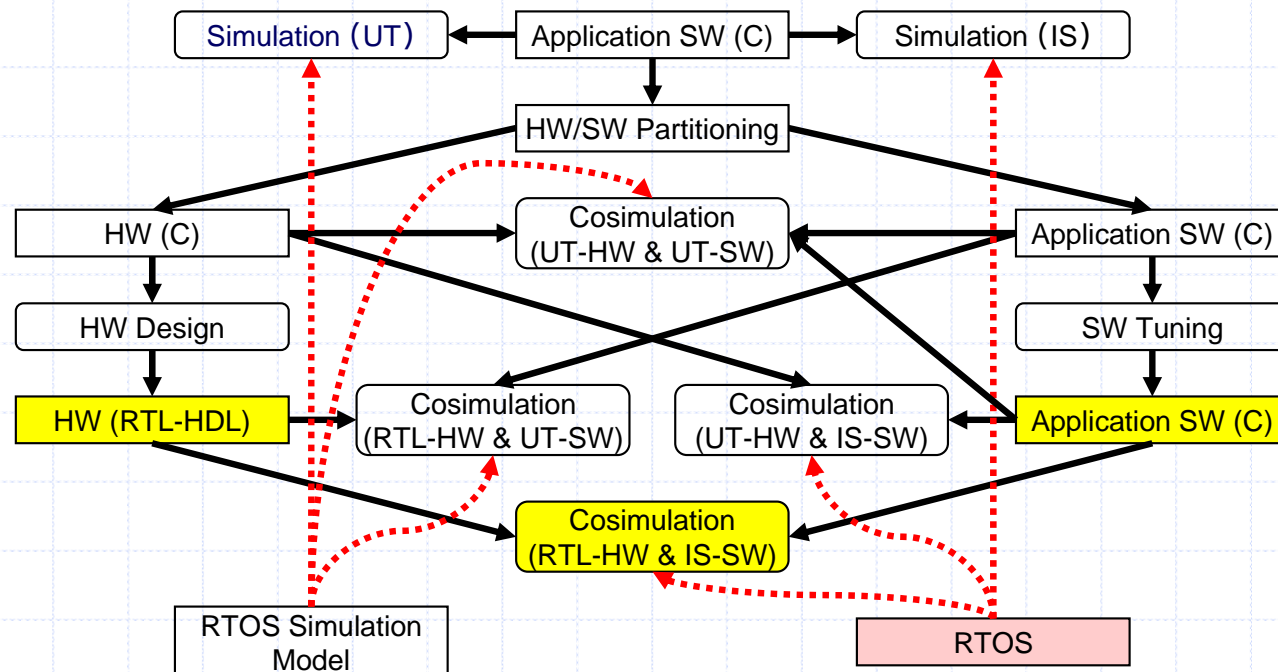 Simulation (UT)
Application SW (C)
Simulation (IS)
HW/SW Partitioning
HW (C)
Cosimulation
(UT-HW & UT-SW)
Application SW (C)
HW Design
SW Tuning
HW (RTL-HDL)
Cosimulation
(RTL-HW & UT-SW)
Cosimulation
(UT-HW & IS-SW)
Application SW (C)
Cosimulation
(RTL-HW & IS-SW)
RTOS Simulation
Model
RTOS